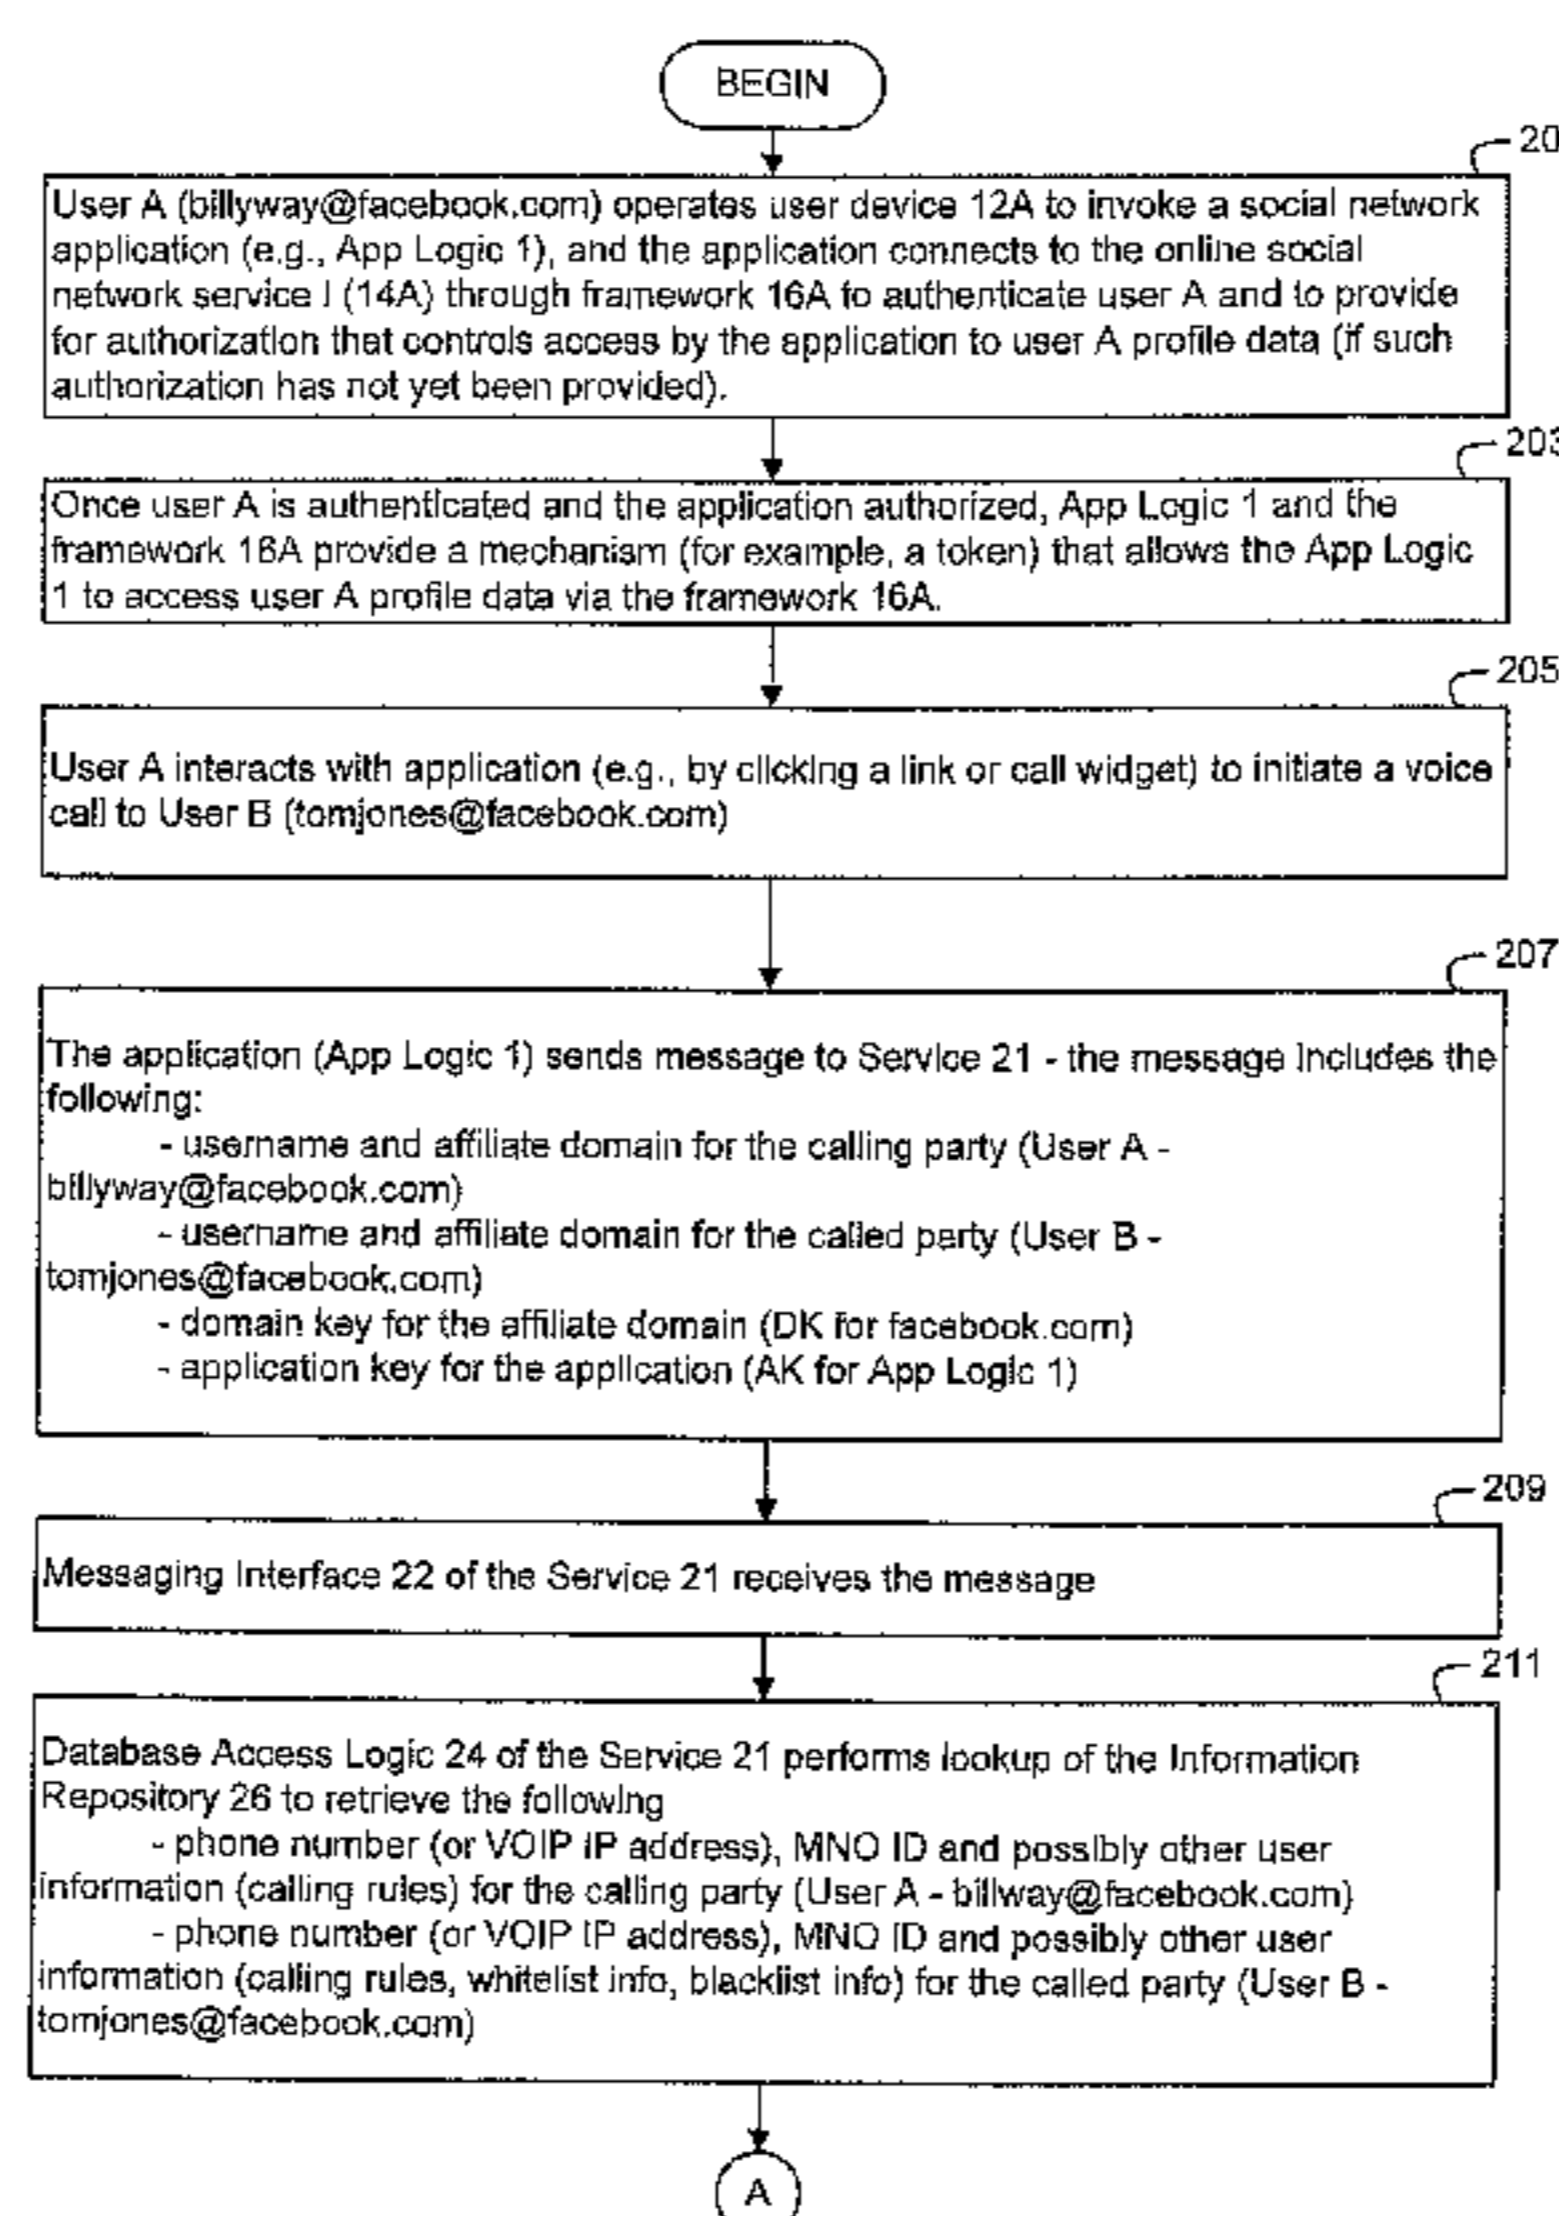 BEGIN
20
User A (billyway@facebook.com) operates user device 12A to invoke a social network
application (e.g., App Logic 1), and the application connects to the online social
network service I (14A) through framework 16A to authenticate user A and to provide
for authorization that controls access by the application to user A profile data (if such
authorization has not yet been provided).
203
Once user A is authenticated and the application authorized, App Logic 1 and the
framework 16A provide a mechanism (for example, a token) that allows the App Logic
1 to access user A profile data via the framework 16A.
205
User A interacts with application (e.g., by clicking a link or call widget) to initiate a voice
call to User B (tomjones@facebook.com)
207
The application (App Logic 1) sends message to Service 21 - the message includes the
following:
- username and affiliate domain for the calling party (User A -
billyway@facebook.com)
- username and affiliate domain for the called party (User B -
tomjones@facebook.com)
- domain key for the affiliate domain (DK for facebook.com)
- application key for the application (AK for App Logic 1)
209
Messaging Interface 22 of the Service 21 receives the message
211
Database Access Logic 24 of the Service 21 performs lookup of the Information
Repository 26 to retrieve the following
- phone number (or VOIP IP address), MNO ID and possibly other user
information (calling rules) for the calling party (User A - billway@facebook.com)
- phone number (or VOIP IP address), MNO ID and possibly other user
information (calling rules, whitelist info, blacklist info) for the called party (User B -
tomjones@facebook.com)
A